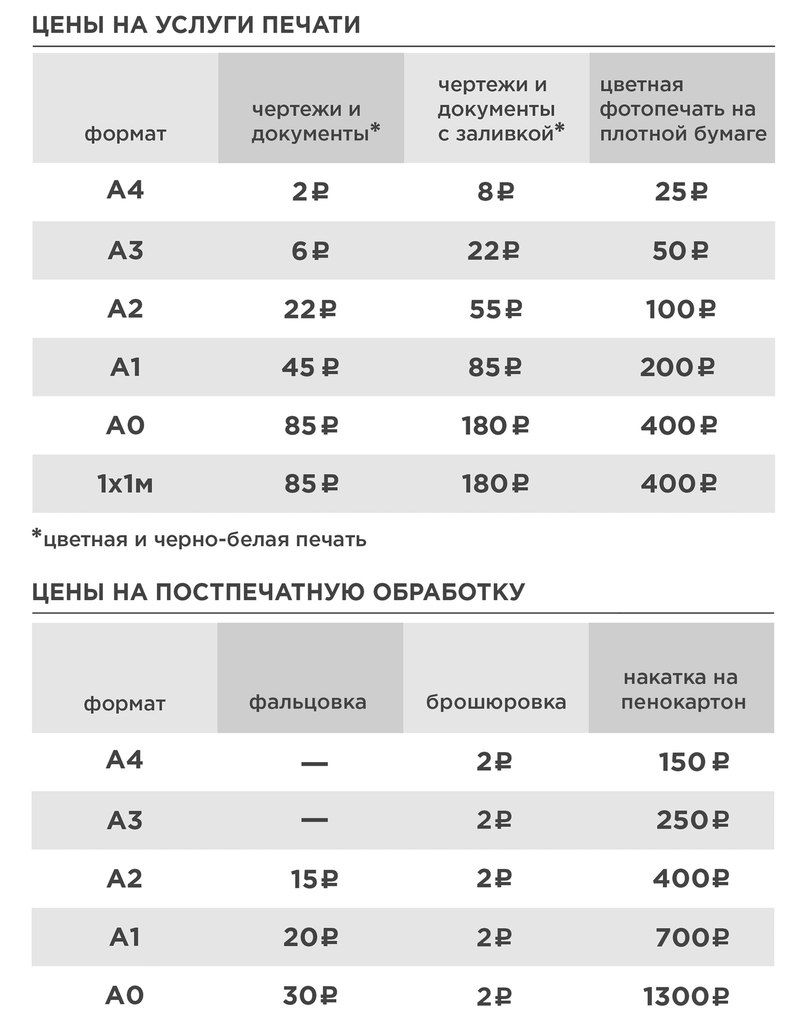 ЦЕНЫ НА УСЛУГИ ПЕЧАТИ
формат чертежи и документы* чертежи и документы с заливкой* цветная фотопечать на плотной бумаге
А4 2₽ 8₽ 25₽
А3 6₽ 22₽ 50₽
А2 22₽ 55₽ 100₽
А1 45₽ 85₽ 200₽
А0 85₽ 180₽ 400₽
1х1м 85₽ 180₽ 400₽
*цветная и черно-белая печать
ЦЕНЫ НА ПОСТПЕЧАТНУЮ ОБРАБОТКУ
формат фальцовка брошюровка накатка на пенокартон
А4 — 2₽ 150₽
А3 — 2₽ 250₽
А2 15₽ 2₽ 400₽
А1 20₽ 2₽ 700₽
А0 30₽ 2₽ 1300₽